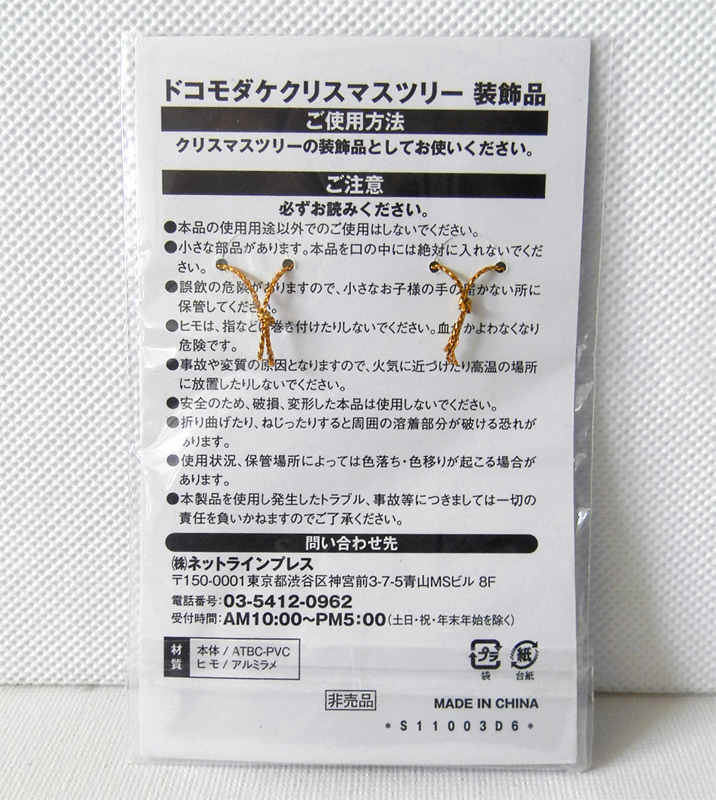 ドコモダケクリスマスツリー 装飾品
ご使用方法
クリスマスツリーの装飾品としてお使いください。
ご注意
必ずお読みください。
●本品の使用用途以外でのご使用はしないでください。
●小さな部品があります。本品を口の中には絶対に入れないでくだ
さい。
●誤飲の危険がありますので、小さなお子様の手の届かない所に
保管してください。
●ヒモは、指などに巻き付けたりしないでください。血がかよわなくなり
危険です。
●事故や変質の原因となりますので、火気に近づけたり高温の場所
に放置したりしないでください。
●安全のため、破損、変形した本品は使用しないでください。
●折り曲げたり、ねじったりすると周囲の溶着部分が破ける恐れが
あります。
●使用状況、保管場所によっては色落ち・色移りが起こる場合が
あります。
●本製品を使用し発生したトラブル、事故等につきましては一切の
責任を負いかねますのでご了承ください。
問い合わせ先
㈱ネットラインプレス
〒150-0001東京都渋谷区神宮前3-7-5青山MSビル 8F
電話番号:03-5412-0962
受付時間:AM10:00〜PM5:00(土日・祝・年末年始を除く)
材質
本体 / ATBC-PVC
ヒモ / アルミラメ
プラ 紙
袋 台紙
非売品
MADE IN CHINA
*S11003D6*